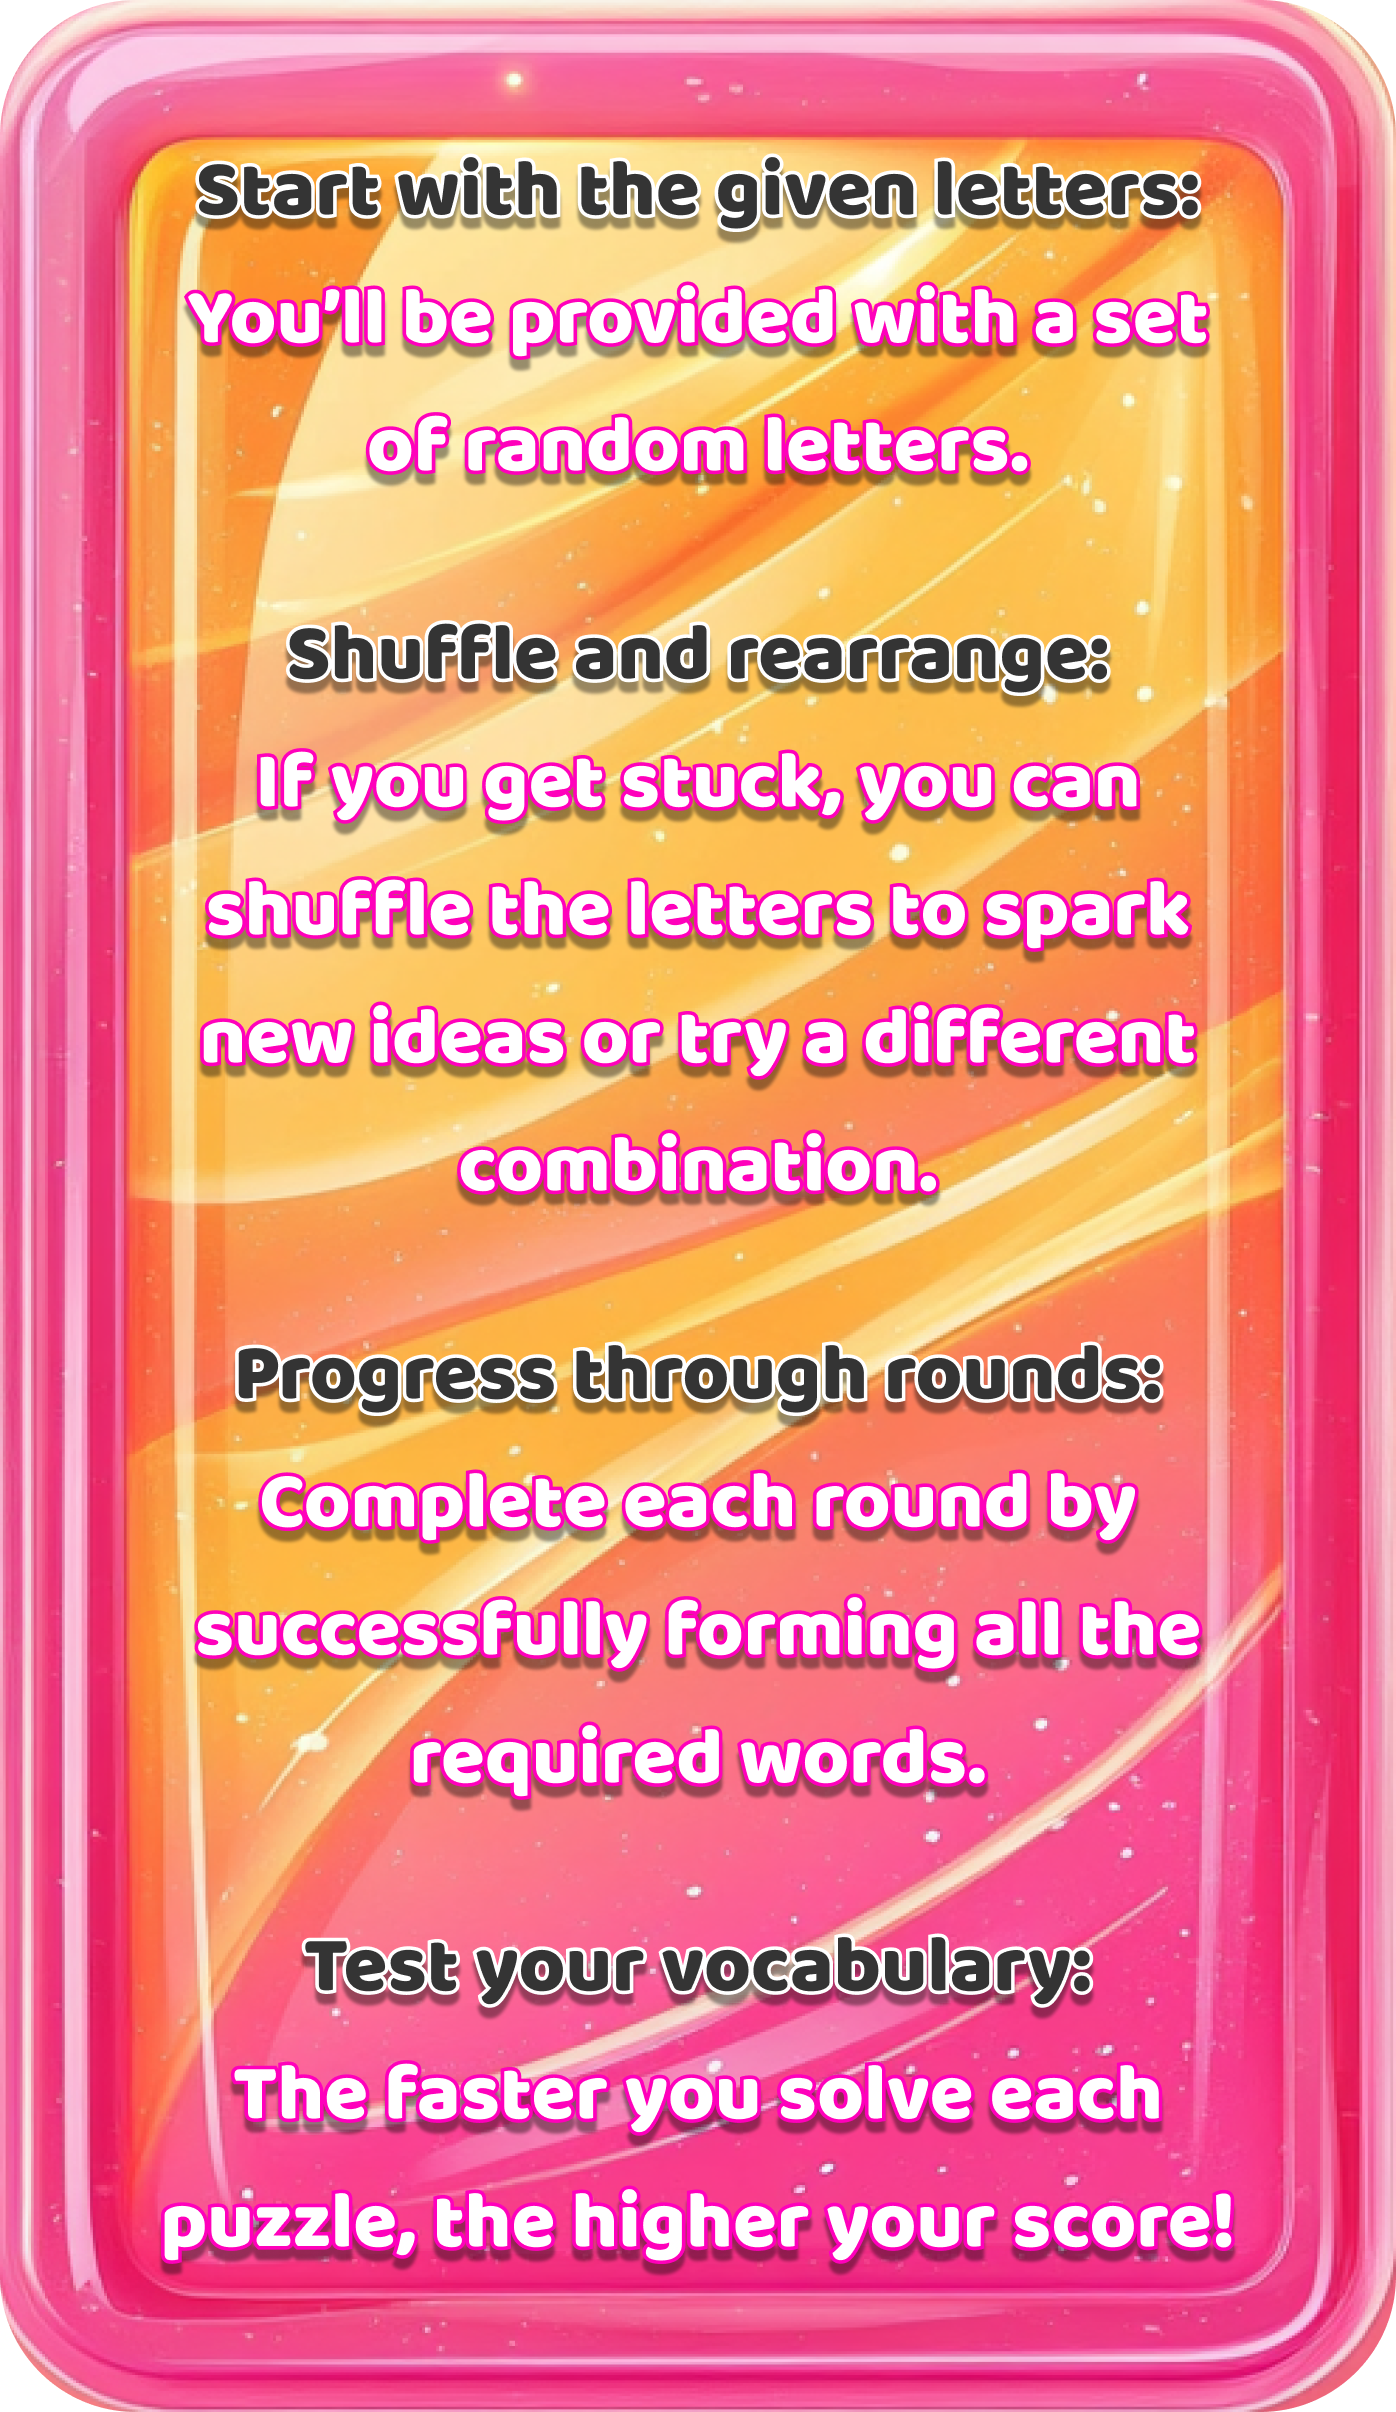 Start with the given letters:
You’ll be provided with a set
of random letters.
Shuffle and rearrange:
If you get stuck, you can
shuffle the letters to spark
new ideas or try a different
combination.
Progress through rounds:
Complete each round by
successfully forming all the
required words.
Test your vocabulary:
The faster you solve each
puzzle, the higher your score!